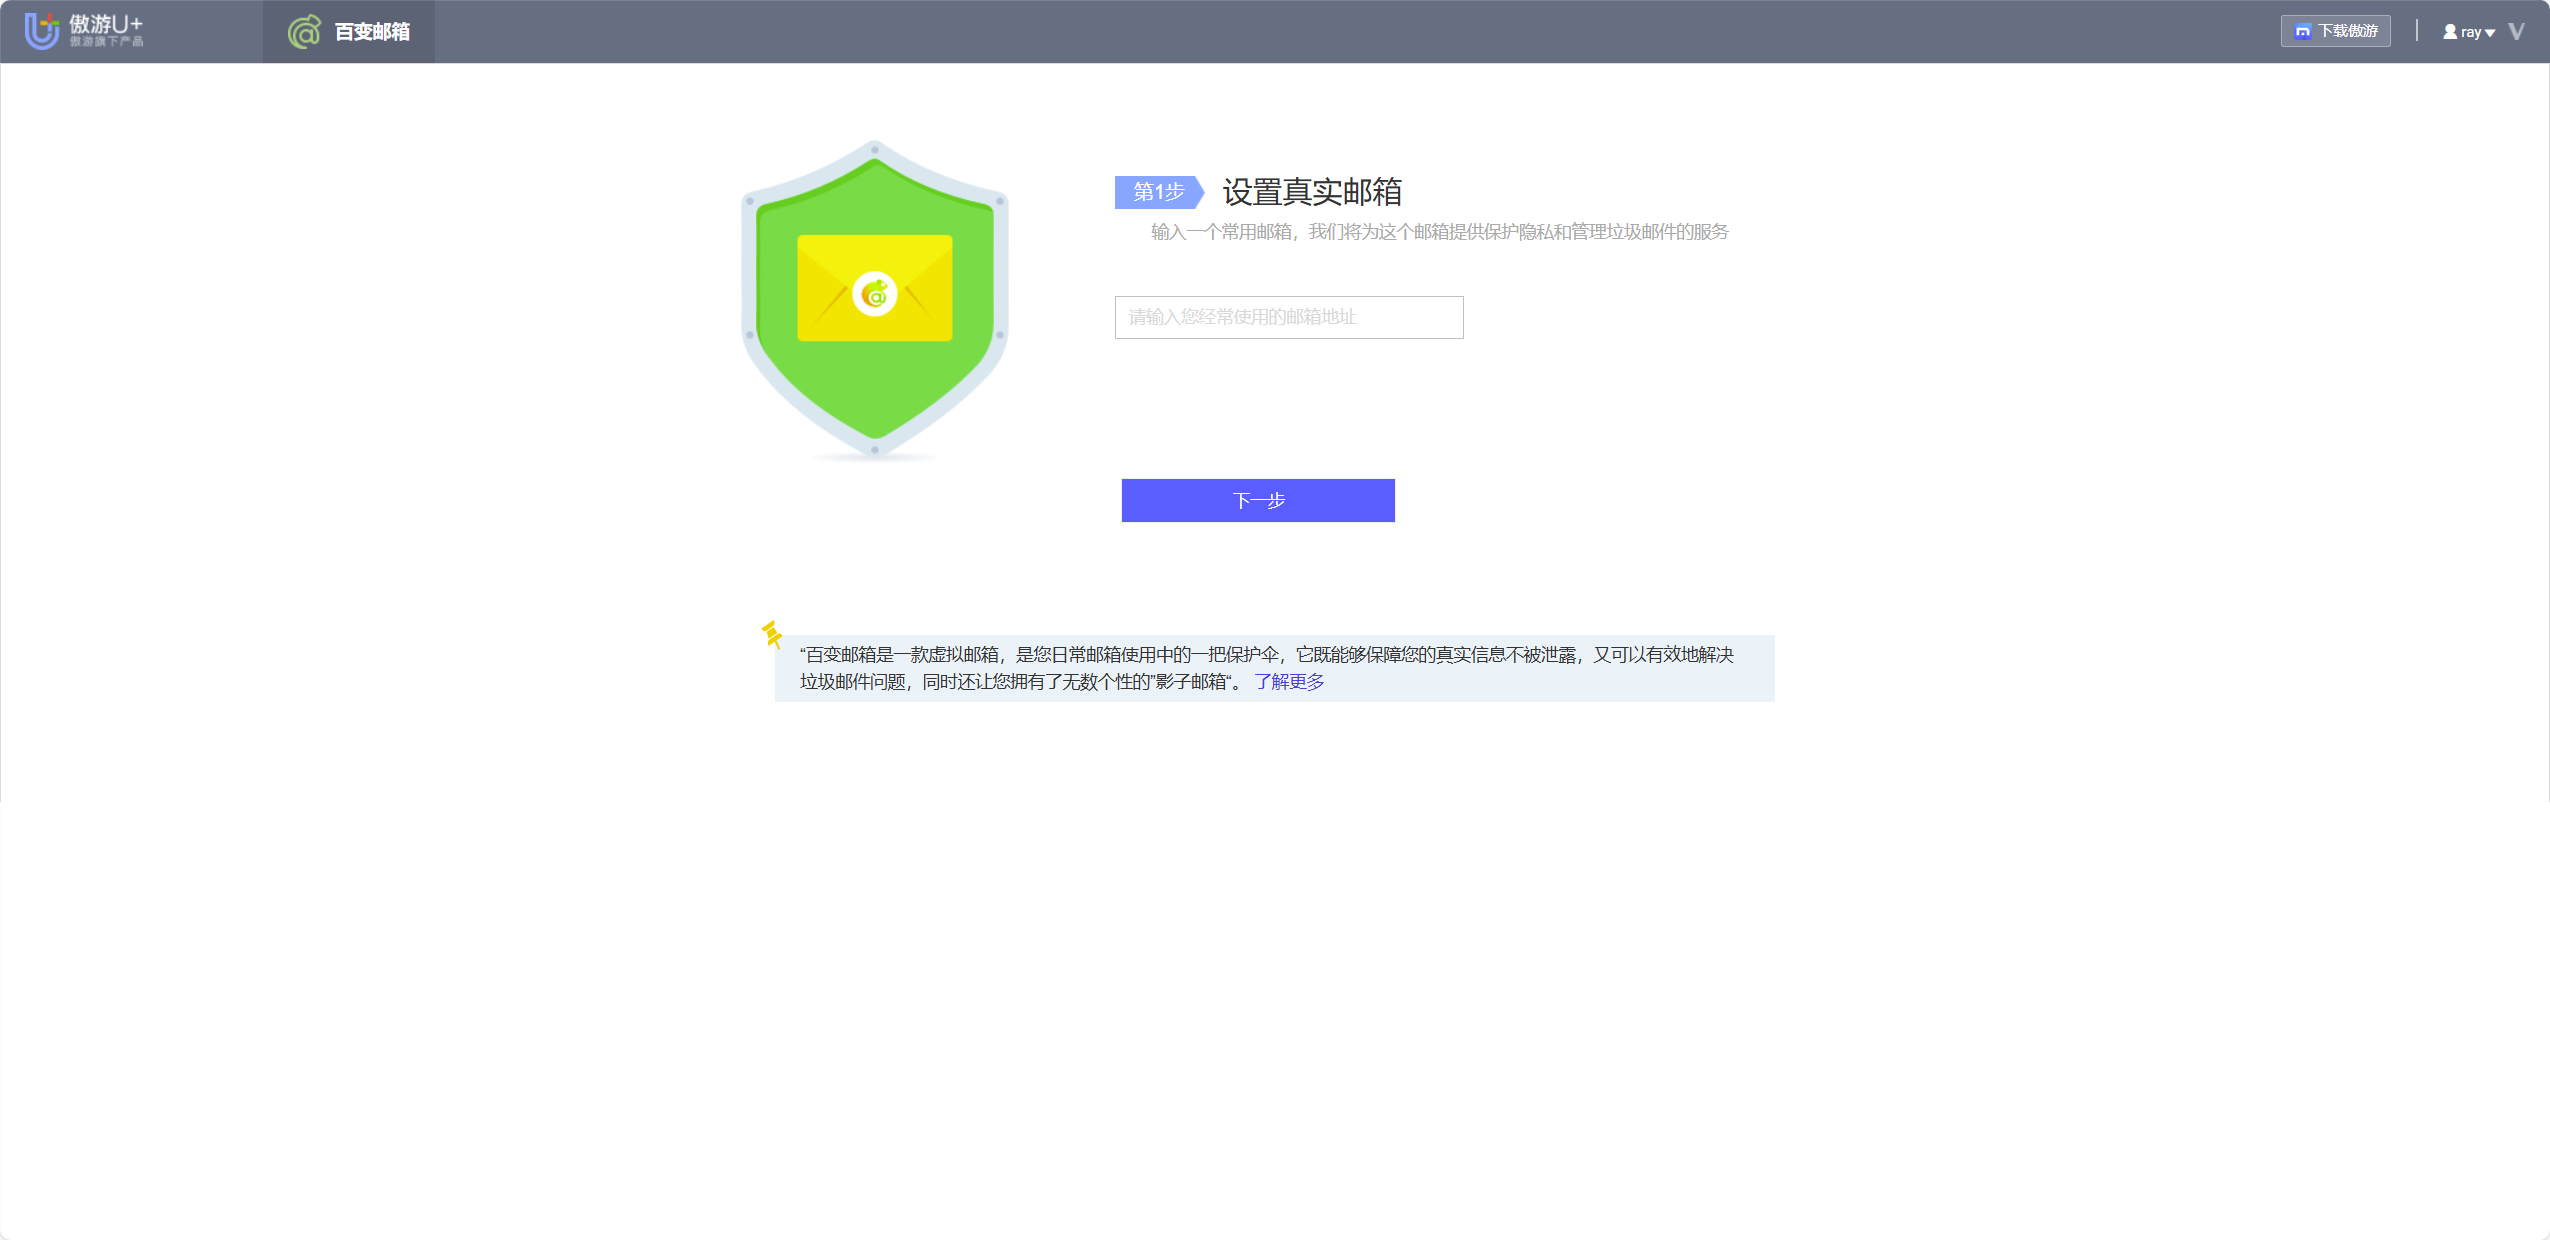 傲游U+
傲游旗下产品
百变邮箱
下载傲游
ray
V
第1步
设置真实邮箱
输入一个常用邮箱，我们将为这个邮箱提供保护隐私和管理垃圾邮件的服务
请输入您经常使用的邮箱地址
下一步
“百变邮箱是一款虚拟邮箱，是您日常邮箱使用中的一把保护伞，它既能够保障您的真实信息不被泄露，又可以有效地解决
垃圾邮件问题，同时还让您拥有了无数个性的”影子邮箱“。 了解更多